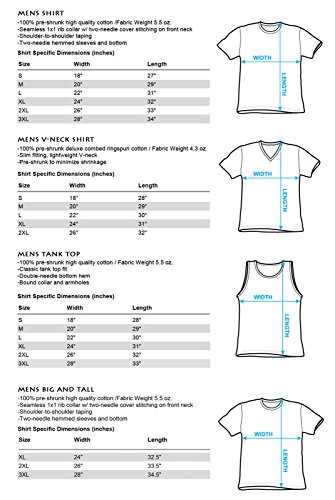 MENS SHIRT
-100% pre-shrunk high quality cotton /Fabric Weight 5.5 oz.
-Seamless 1x1 rib collar w/ two-needle cover stitching on front neck
-Shoulder-to-shoulder taping
-Two-needle hemmed sleeves and bottom
Shirt Specific Dimensions (inches)
Size Width Length
S 18" 27"
M 20" 29"
L 22" 31"
XL 24" 32"
2XL 26" 33"
3XL 28" 34"
WIDTH
LENGTH
MENS V-NECK SHIRT
-100% pre-shrunk deluxe combed ringspun cotton / Fabric Weight 4.3 oz.
-Slim fitting, lightweight V-neck
-Pre-shrunk to minimize shrinkage
Shirt Specific Dimensions (inches)
Size Width Length
S 18" 28"
M 20" 29"
L 22" 30"
XL 24" 31"
2XL 26" 32"
WIDTH
LENGTH
MENS TANK TOP
-100% pre-shrunk high quality cotton / Fabric Weight 5.5 oz.
-Classic tank top fit
-Double-needle bottom hem
-Bound collar and armholes
Shirt Specific Dimensions (inches)
Size Width Length
S 18" 28"
M 20" 29"
L 22" 30"
XL 24" 31"
2XL 26" 32"
3XL 28" 33"
WIDTH
LENGTH
MENS BIG AND TALL
-100% pre-shrunk high quality cotton / Fabric Weight 5.5 oz.
-Seamless 1x1 rib collar w/ two-needle cover stitching on front neck
-Shoulder-to-shoulder taping
-Two-needle hemmed sleeves and bottom
Shirt Specific Dimensions (inches)
Size Width Length
XL 24" 32.5"
2XL 26" 33.5"
3XL 28" 34.5"
WIDTH
LENGTH